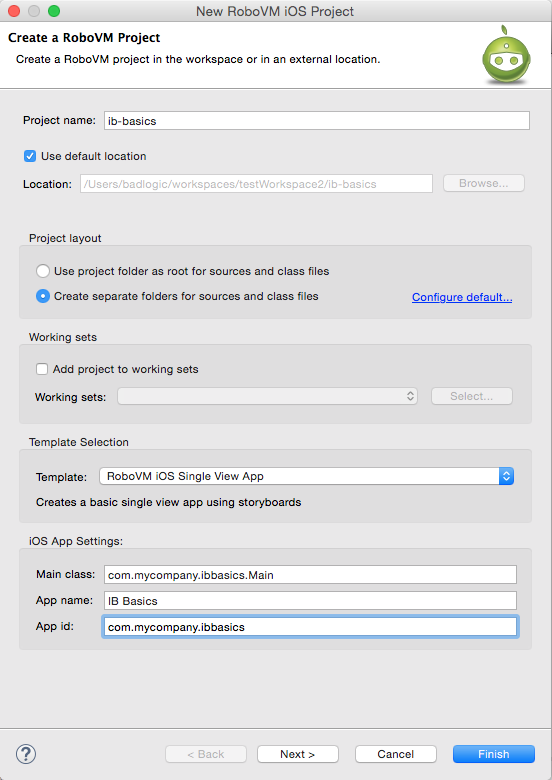 New RoboVM iOS Project
Create a RoboVM Project
Create a RoboVM project in the workspace or in an external location.
Project name: ib-basics
Use default location
Location: /Users/badlogic/workspaces/testWorkspace2/ib-basics Browse...
Project layout
Use project folder as root for sources and class files
Create separate folders for sources and class files Configure default...
Working sets
Add project to working sets
Working sets: Select...
Template Selection
Template: RoboVM iOS Single View App
Creates a basic single view app using storyboards
iOS App Settings:
Main class: com.mycompany.ibbasics.Main
App name: IB Basics
App id: com.mycompany.ibbasics
? < Back Next > Cancel Finish